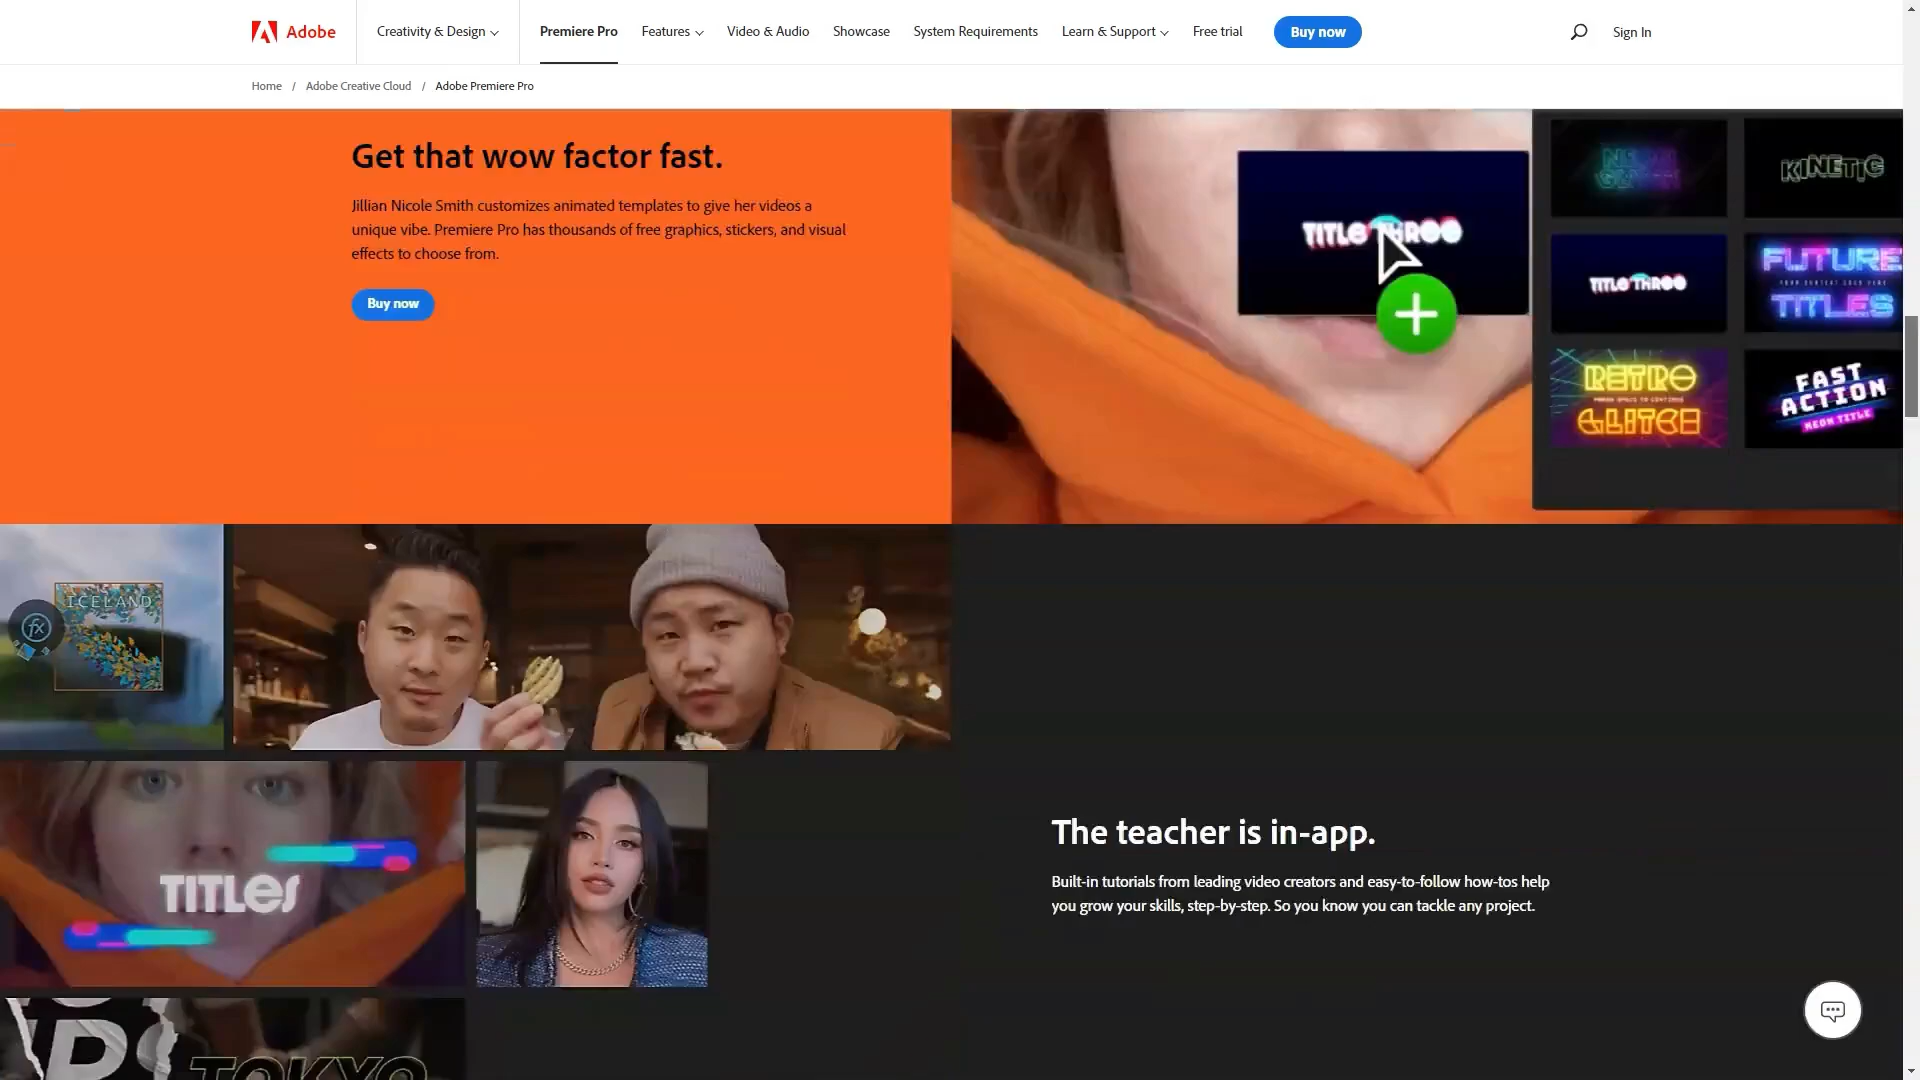 Adobe
Creativity & Design
Premiere Pro
Features
Video & Audio
Showcase
System Requirements
Learn & Support
Free trial
Buy now
Sign In
Home / Adobe Creative Cloud / Adobe Premiere Pro
Get that wow factor fast.
Jillian Nicole Smith customizes animated templates to give her videos a
unique vibe. Premiere Pro has thousands of free graphics, stickers, and visual
effects to choose from.
Buy now
KINETIC
TITLE THREE
FUTURE
TITLES
RETRO
GLITCH
FAST
ACTION
NEON TITLE
ICELAND
fx
TITLES
The teacher is in-app.
Built-in tutorials from leading video creators and easy-to-follow how-tos help
you grow your skills, step-by-step. So you know you can tackle any project.
TOKYO